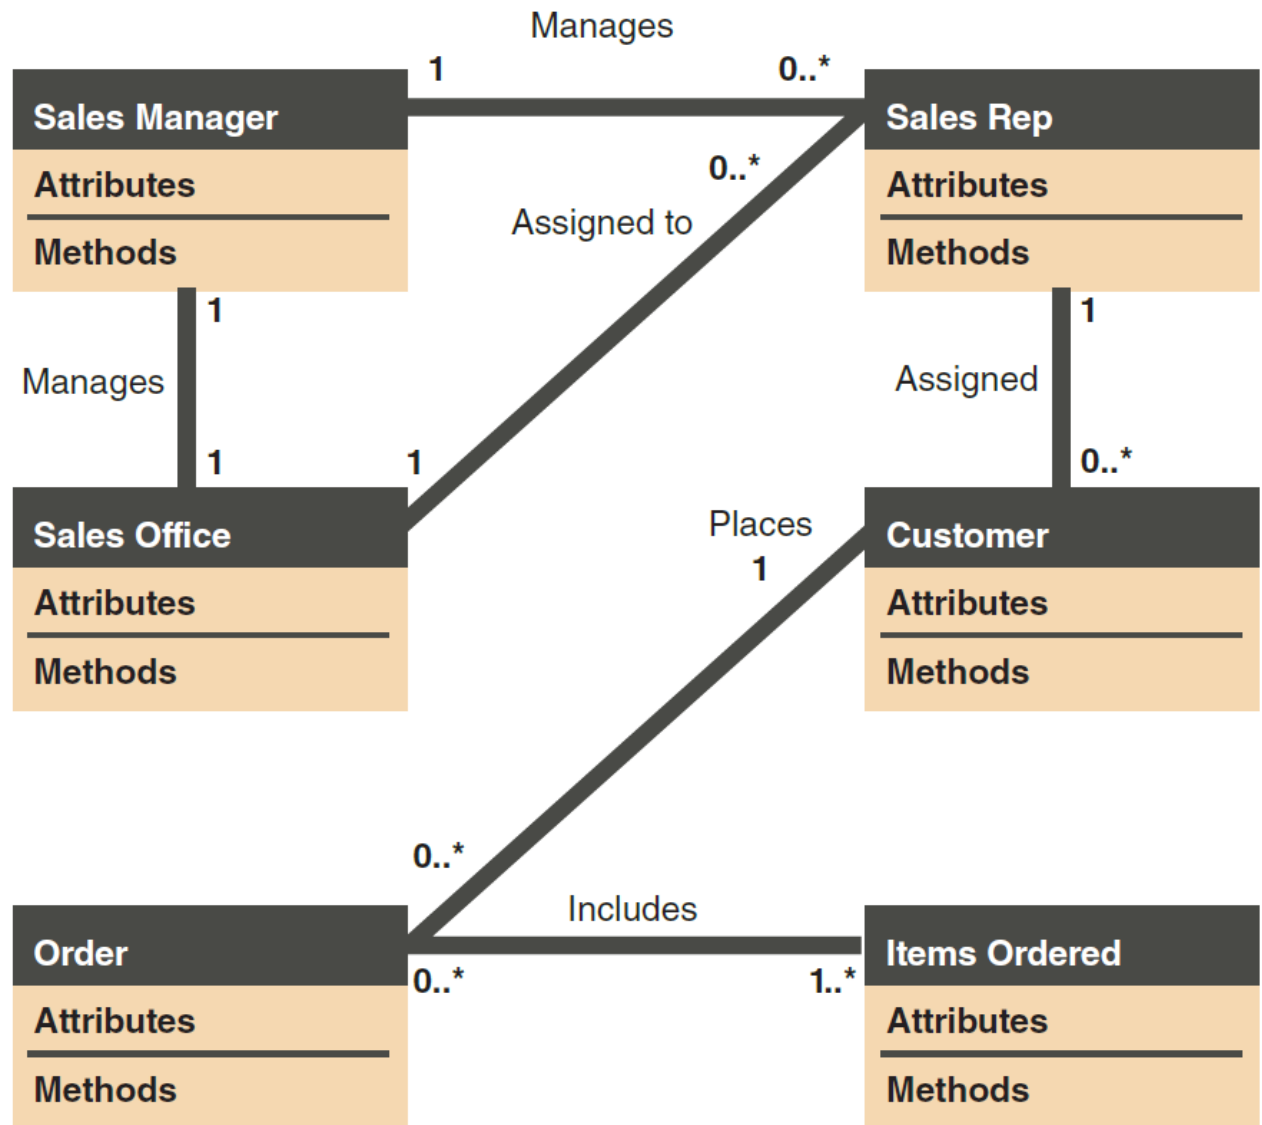 Manages
1 0..*
Sales Manager
Attributes
Methods
Sales Rep
Attributes
Methods
0..*
Assigned to
1
1
Manages
1
1
Assigned
0..*
Sales Office
Attributes
Methods
Places
1
Customer
Attributes
Methods
0..*
Includes
0..* 1..*
Order
Attributes
Methods
Items Ordered
Attributes
Methods